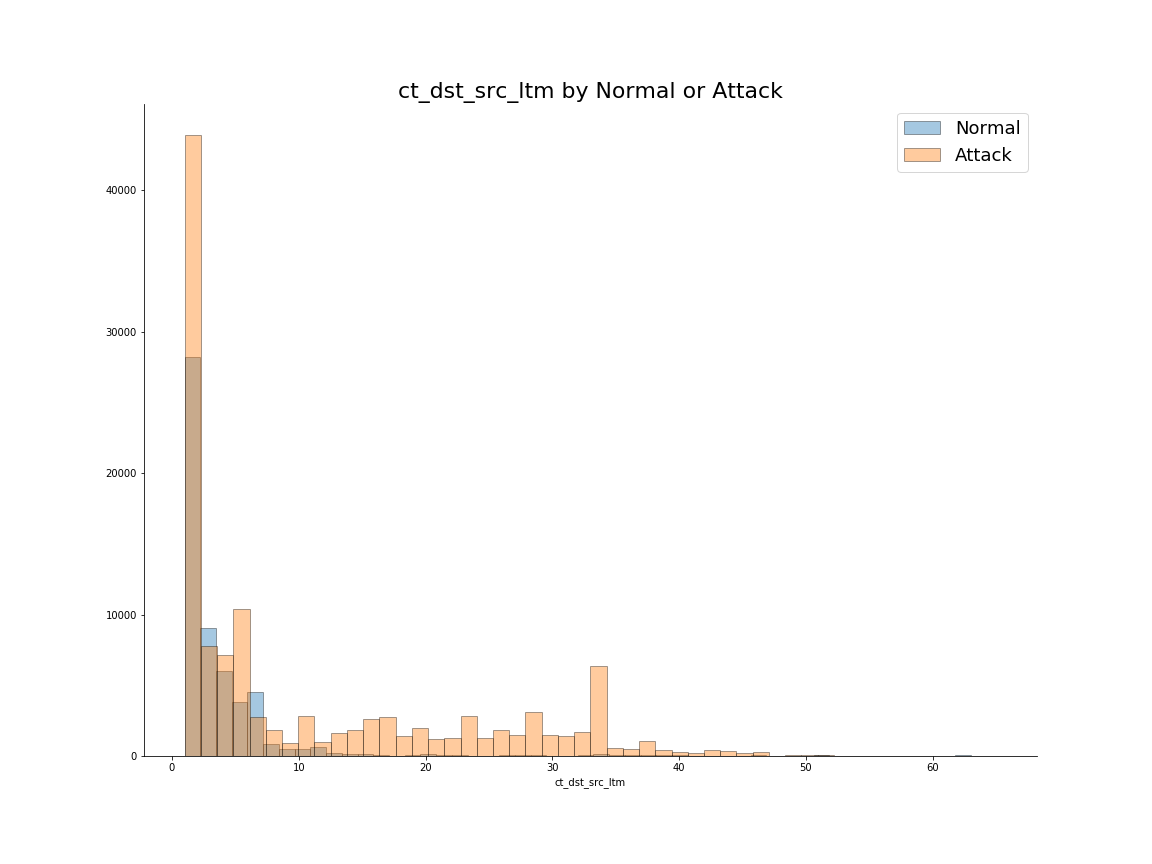 ct_dst_src_ltm by Normal or Attack
Normal
Attack
40000
30000
20000
10000
0
0 10 20 30 40 50 60
ct_dst_src_ltm